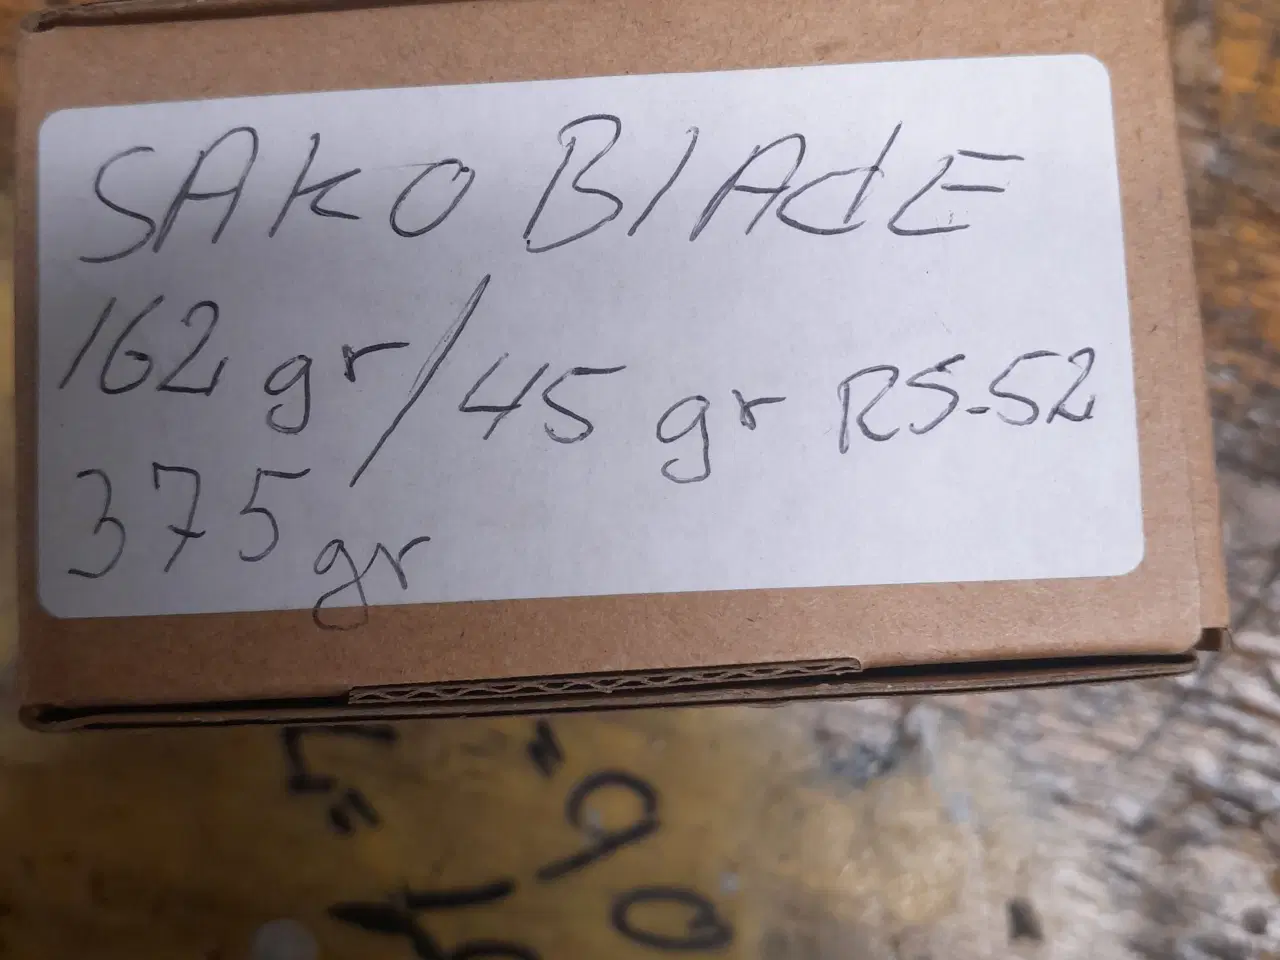 SAKO BlAdE
162 gr/45 gr RS-52
375 gr